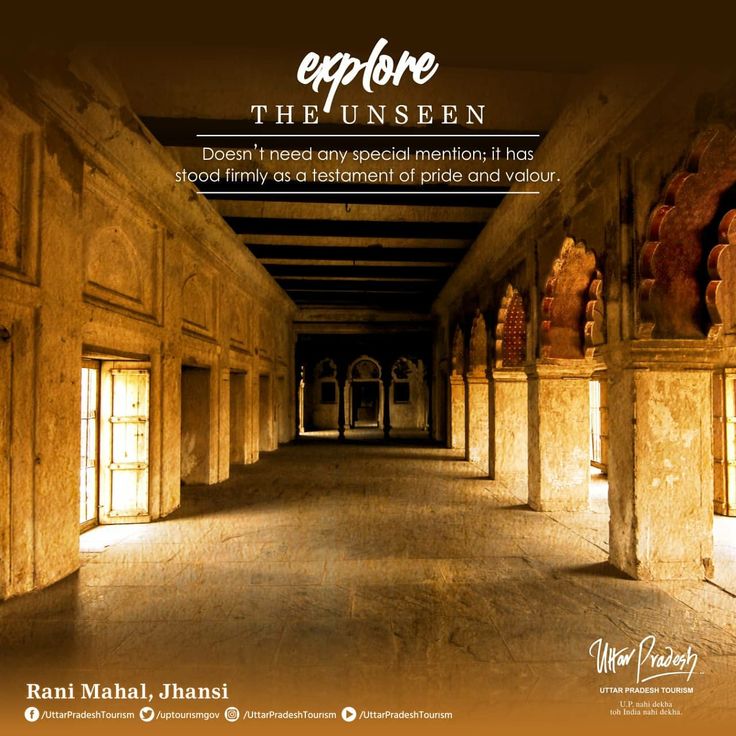 explore
THE UNSEEN
Doesn't need any special mention; it has
stood firmly as a testament of pride and valour.
Rani Mahal, Jhansi
/UttarPradeshTourism /uptourismgov /UttarPradeshTourism /UttarPradeshTourism
Uttar Pradesh
UTTAR PRADESH TOURISM
U.P. nahi dekha
toh India nahi dekha.